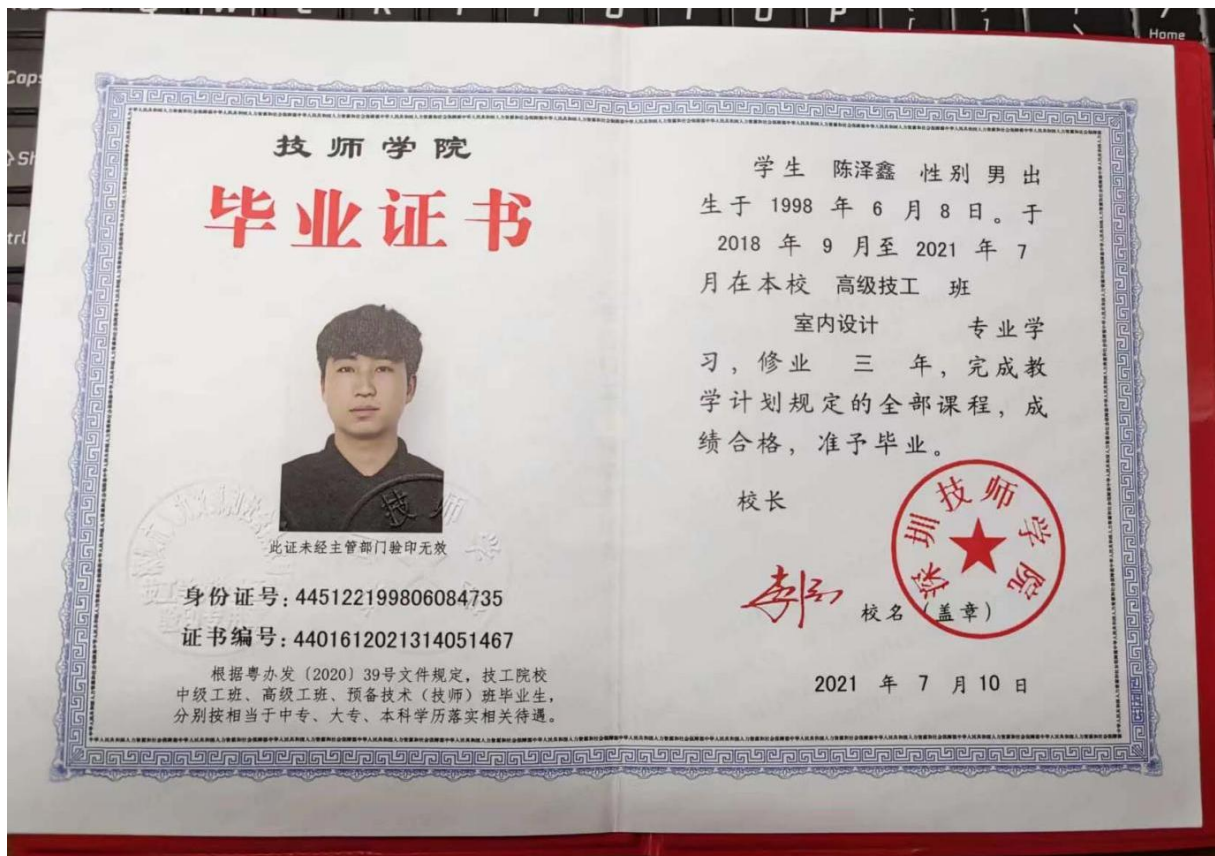 技师学院
毕业证书
此证未经主管部门验印无效
身份证号:445122199806084735
证书编号:4401612021314051467
根据粤办发〔2020〕39号文件规定，技工院校
中级工班、高级工班、预备技术（技师）班毕业生，
分别按相当于中专、大专、本科学历落实相关待遇。
学生 陈泽鑫 性别 男 出
生于 1998 年 6 月 8 日。于
2018 年 9 月至 2021 年 7
月在本校 高级技工 班
室内设计 专业学
习，修业 三 年，完成教
学计划规定的全部课程，成
绩合格，准予毕业。
校长
深圳技师学院
校名（盖章）
2021 年 7 月 10 日
Home
Caps